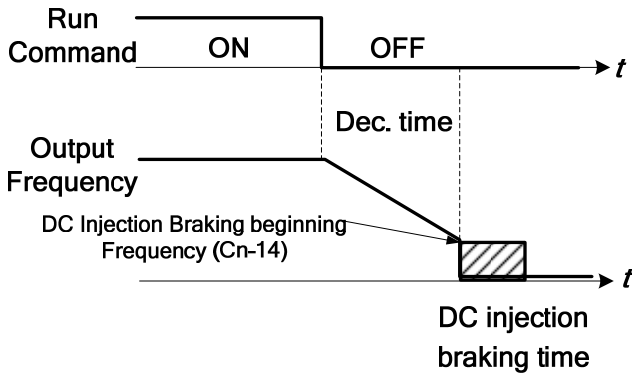 Run
Command
ON
OFF
t
Dec. time
Output
Frequency
DC Injection Braking beginning
Frequency (Cn-14)
t
DC injection
braking time